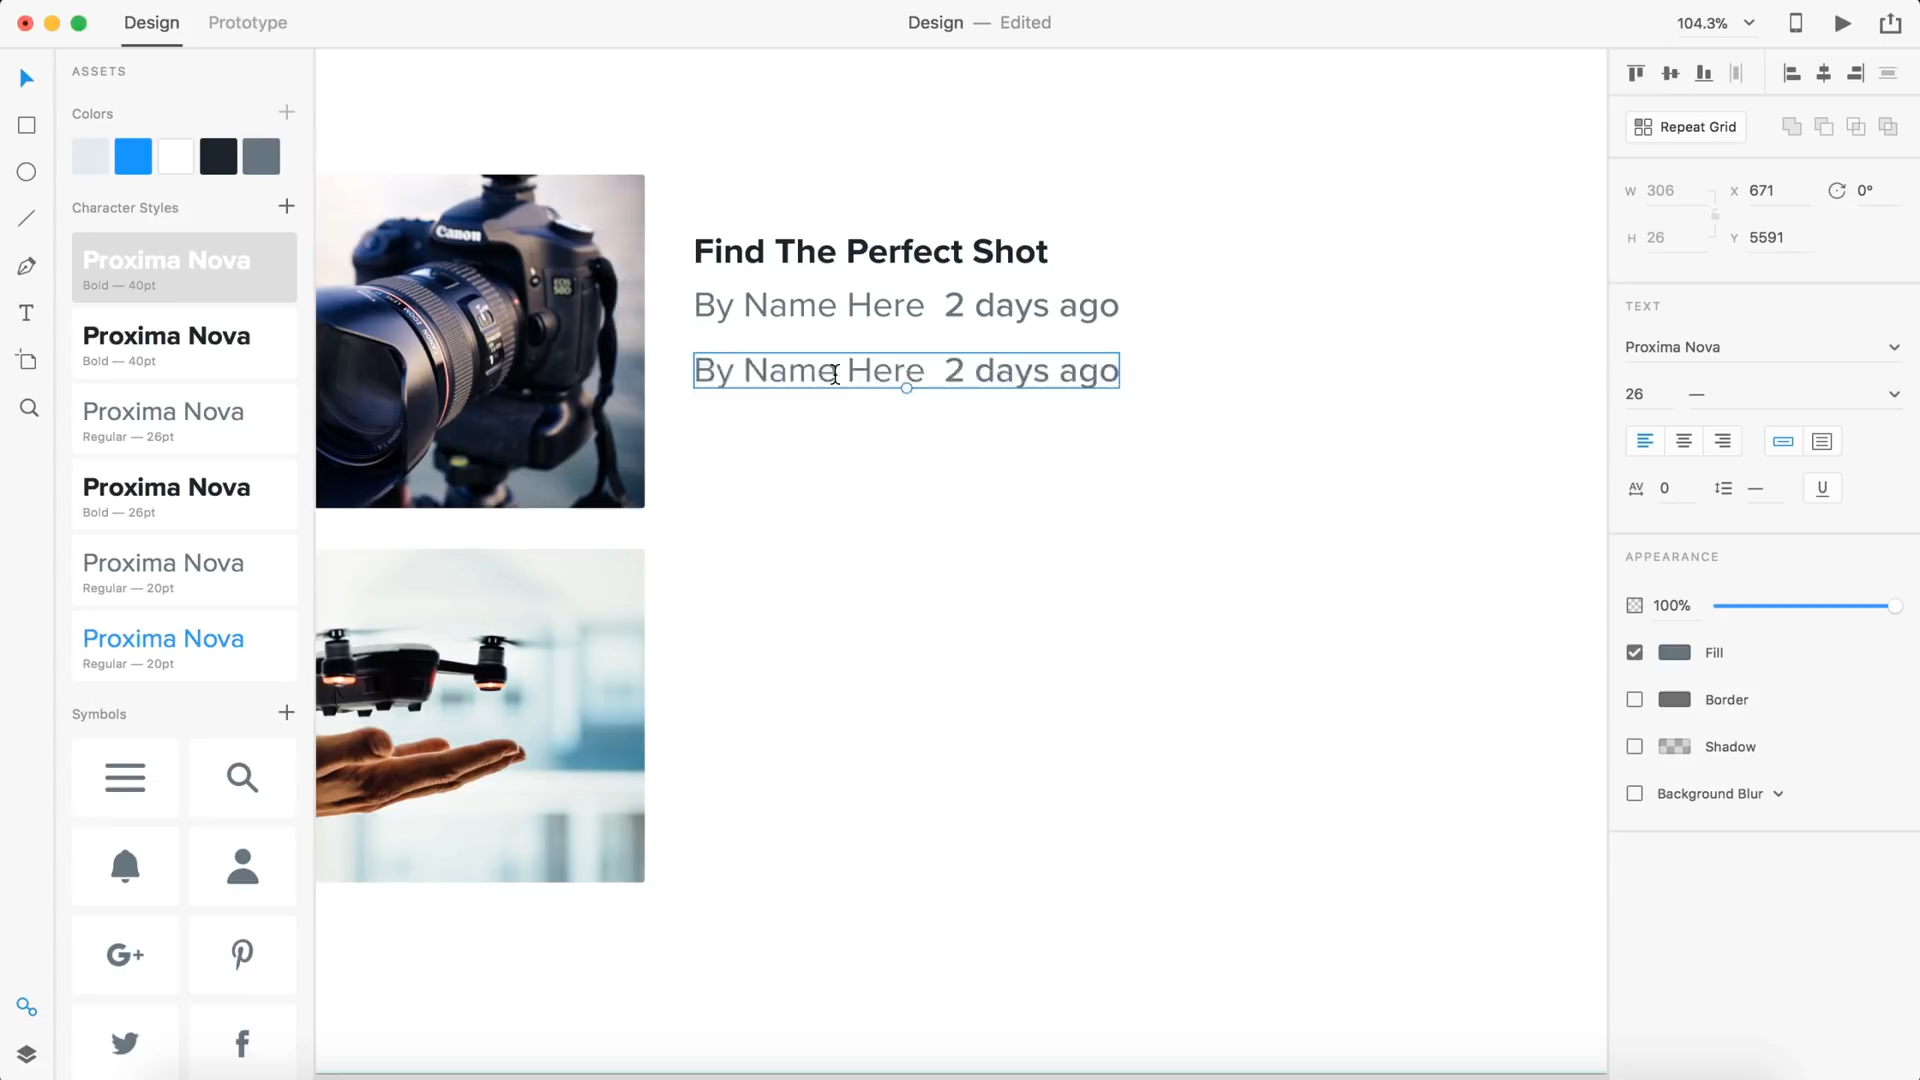 Design
Prototype
Design — Edited
104.3%
ASSETS
Colors
Character Styles
Proxima Nova
Bold — 40pt
Proxima Nova
Bold — 40pt
Proxima Nova
Regular — 26pt
Proxima Nova
Bold — 26pt
Proxima Nova
Regular — 20pt
Proxima Nova
Regular — 20pt
Symbols
G+
Canon
EOS
50D
Find The Perfect Shot
By Name Here 2 days ago
By Name Here 2 days ago
Repeat Grid
W 306 X 671 0°
H 26 Y 5591
TEXT
Proxima Nova
26 —
AV 0 — U
APPEARANCE
100%
Fill
Border
Shadow
Background Blur